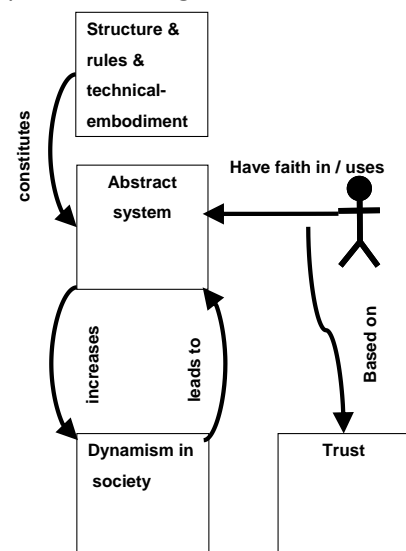 Structure &
rules &
technical-
embodiment
constitutes
Have faith in / uses
Abstract
system
increases
leads to
Based on
Dynamism in
society
Trust